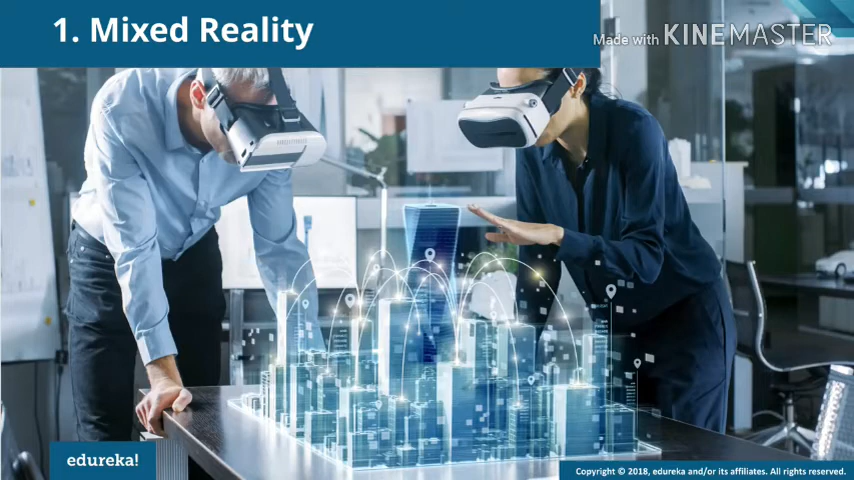 1. Mixed Reality
Made with KINEMASTER
edureka!
Copyright © 2018, edureka and/or its affiliates. All rights reserved.